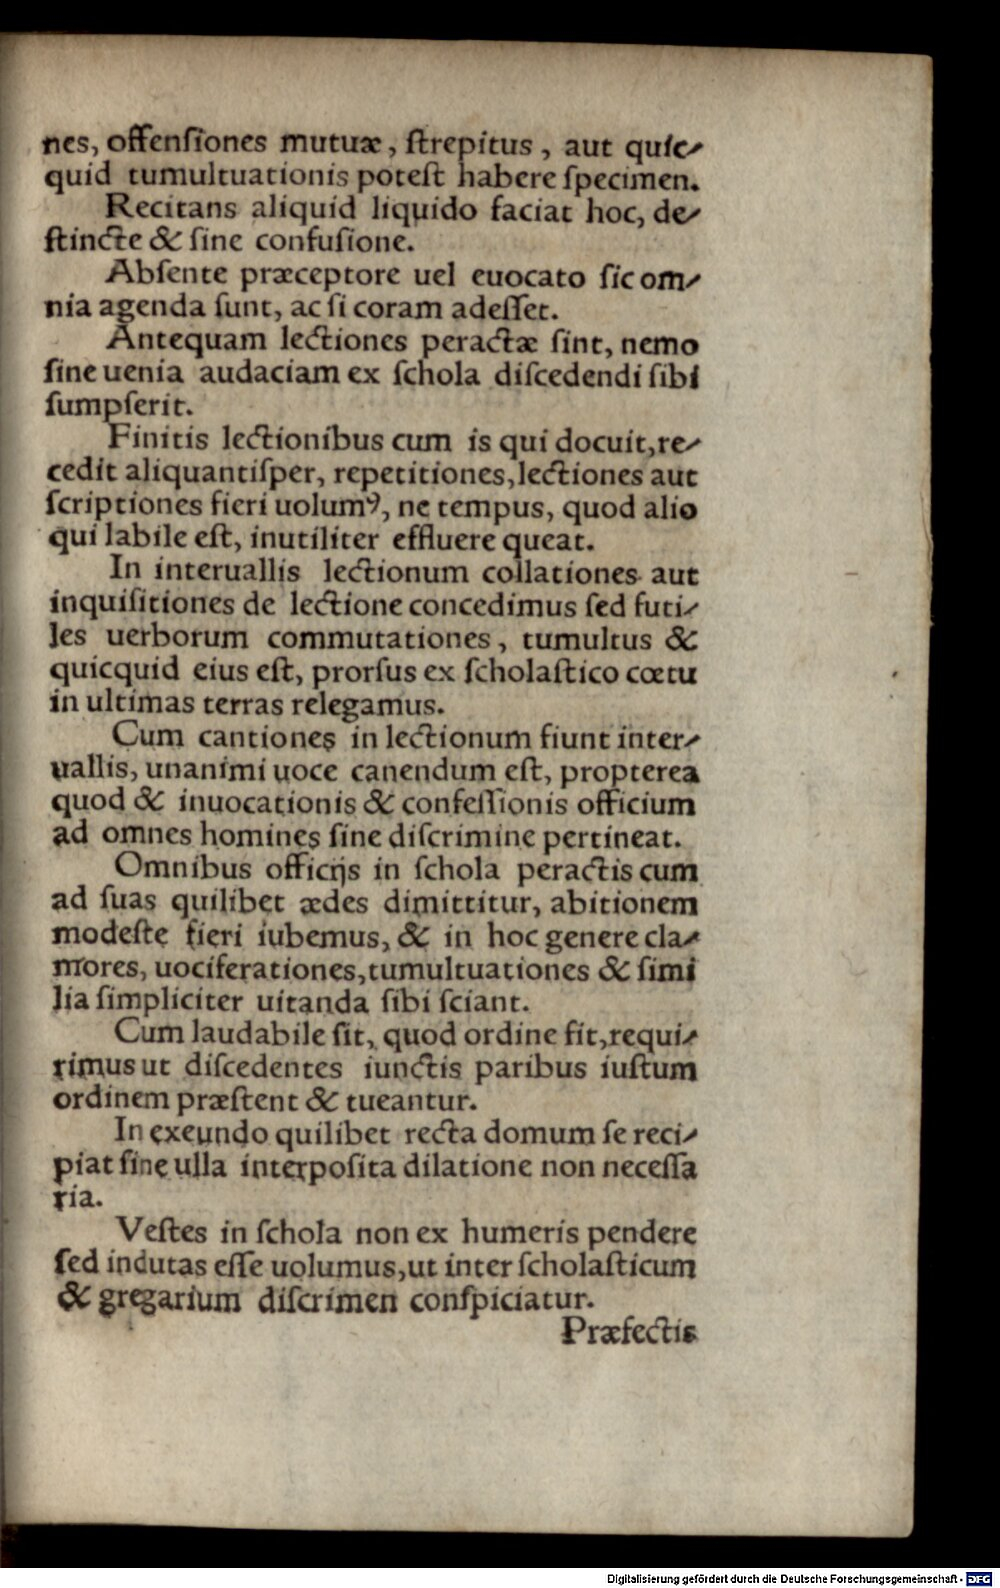 nes, offenſiones mutuæ, ſtrepitus, aut quic⸗
quid tumultuationis poteſt habere ſpecimen.
Recitans aliquid liquido faciat hoc, de⸗
ſtincte & ſine confuſione.
Abſente præceptore uel euocato ſic om⸗
nia agenda ſunt, ac ſi coram adeſſet.
Antequam lectiones peractæ ſint, nemo
ſine uenia audaciam ex ſchola diſcedendi ſibi
ſumpſerit.
Finitis lectionibus cum is qui docuit, re⸗
cedit aliquantiſper, repetitiones, lectiones aut
ſcriptiones fieri uolumꝰ, ne tempus, quod alio
qui labile eſt, inutiliter effluere queat.
In interuallis lectionum collationes aut
inquiſitiones de lectione concedimus ſed futi⸗
les uerborum commutationes, tumultus &
quicquid eius eſt, prorſus ex ſcholaſtico cœtu
in ultimas terras relegamus.
Cum cantiones in lectionum fiunt inter⸗
uallis, unanimi uoce canendum eſt, propterea
quod & inuocationis & confeſſionis officium
ad omnes homines ſine diſcrimine pertineat.
Omnibus officijs in ſchola peractis cum
ad ſuas quilibet ædes dimittitur, abitionem
modeſte fieri iubemus, & in hoc genere cla⸗
mores, uociferationes, tumultuationes & ſimi
lia ſimpliciter uitanda ſibi ſciant.
Cum laudabile ſit, quod ordine fit, requi⸗
rimus ut diſcedentes iunctis paribus iuſtum
ordinem præſtent & tueantur.
In exeundo quilibet recta domum ſe reci⸗
piat ſine ulla interpoſita dilatione non neceſſa
ria.
Veſtes in ſchola non ex humeris pendere
ſed indutas eſſe uolumus, ut inter ſcholaſticum
& gregarium diſcrimen conſpiciatur.
Præfectis
Digitalisierung gefördert durch die Deutsche Forschungsgemeinschaft - DFG